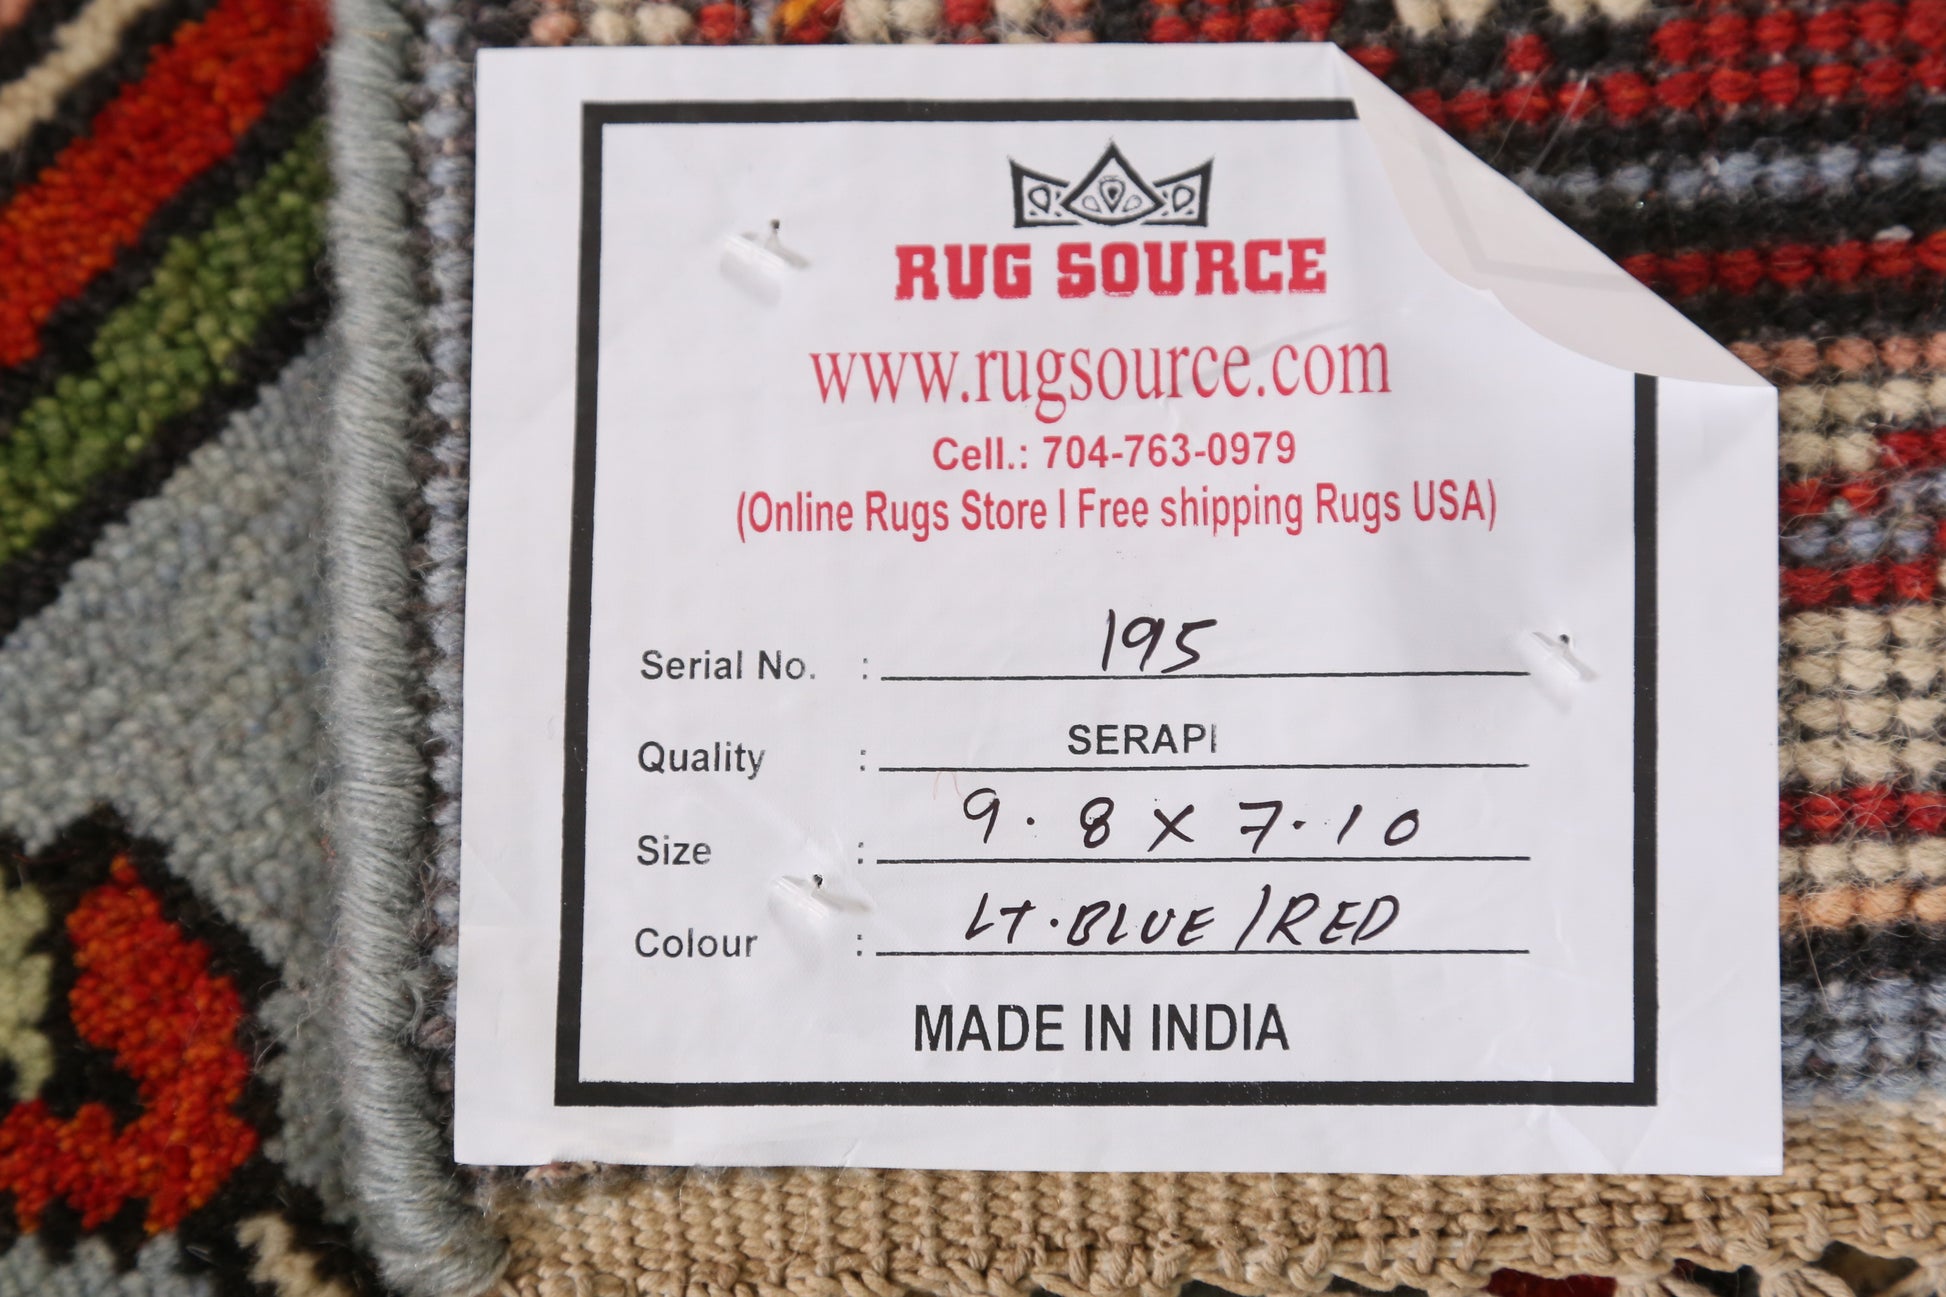 RUG SOURCE
www.rugsource.com
Cell.: 704-763-0979
(Online Rugs Store I Free shipping Rugs USA)
Serial No. : 195
Quality : SERAPI
Size : 9.8 X 7.10
Colour : LT.BLUE/RED
MADE IN INDIA